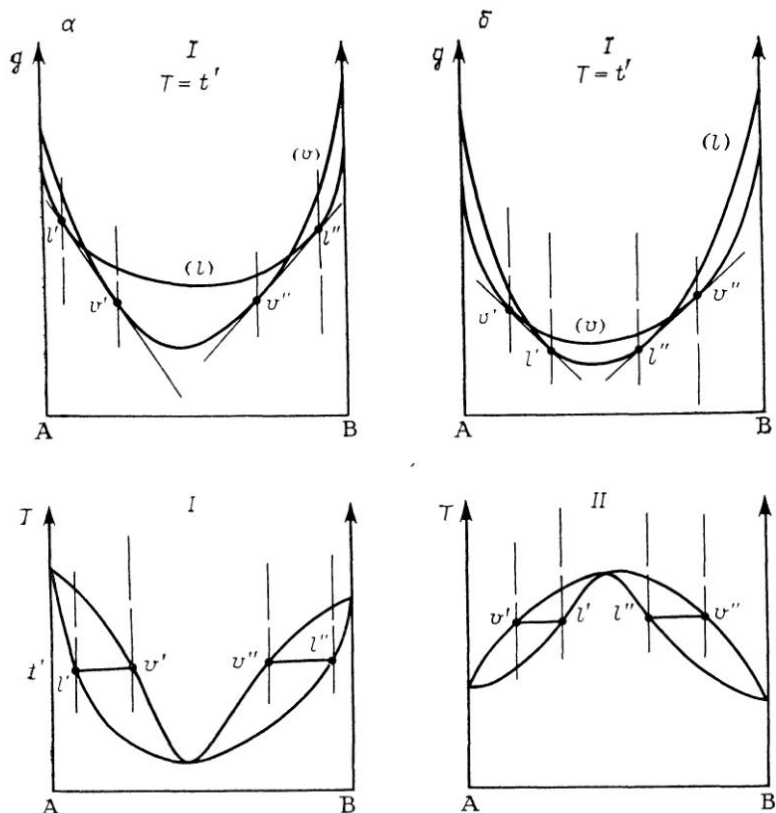 а
б
I
I
T = t'
T = t'
g
g
(v)
(l)
l'
l''
(l)
v'
v''
v''
(v)
v'
l'
l''
A
B
A
B
T
I
T
II
t'
l'
v'
v''
l''
v'
l'
l''
v''
A
B
A
B